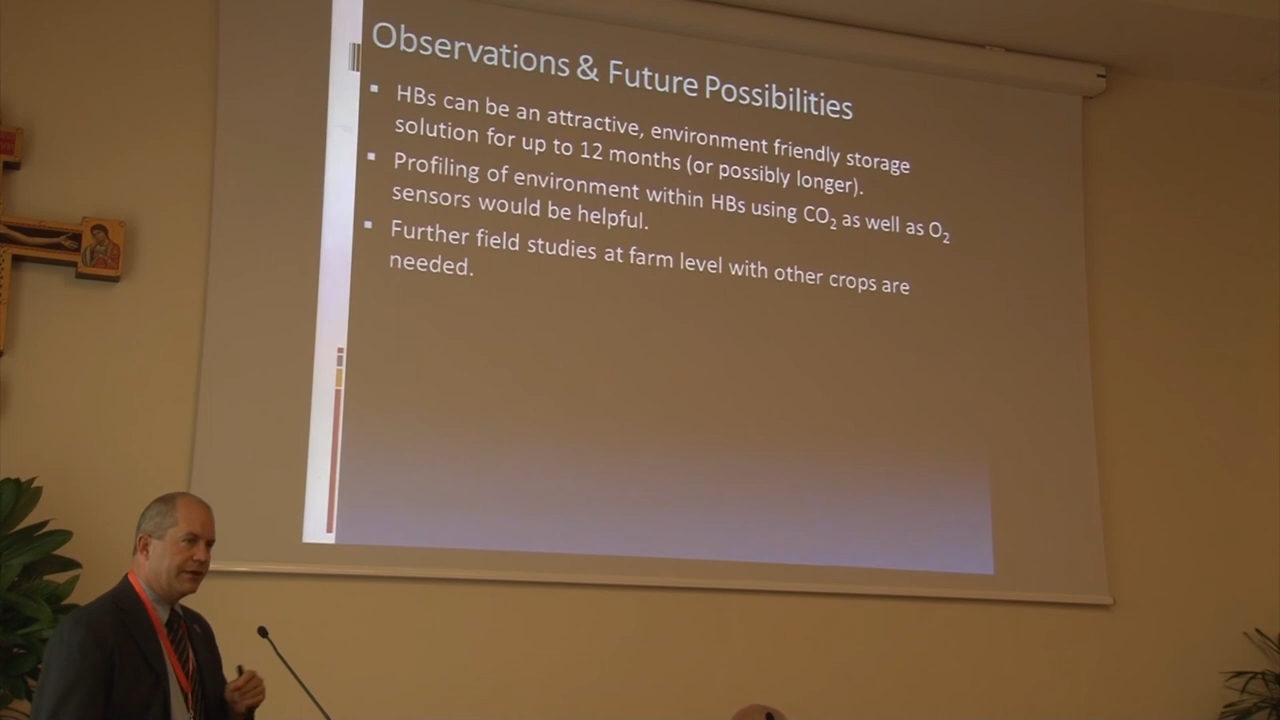 Observations & Future Possibilities
▪ HBs can be an attractive, environment friendly storage
solution for up to 12 months (or possibly longer).
▪ Profiling of environment within HBs using CO₂ as well as O₂
sensors would be helpful.
▪ Further field studies at farm level with other crops are
needed.